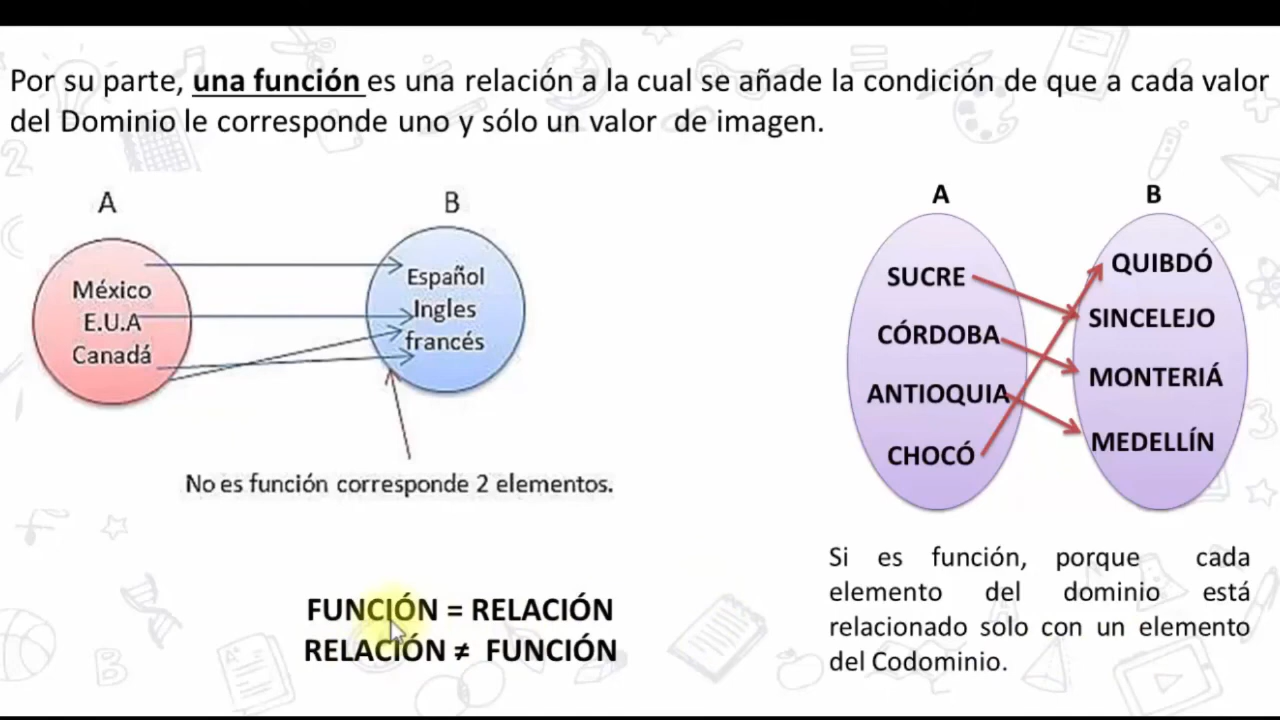 Por su parte, una función es una relación a la cual se añade la condición de que a cada valor
del Dominio le corresponde uno y sólo un valor de imagen.
A
B
México
E.U.A
Canadá
Español
Ingles
francés
No es función corresponde 2 elementos.
FUNCIÓN = RELACIÓN
RELACIÓN ≠ FUNCIÓN
A
B
SUCRE
CÓRDOBA
ANTIOQUIA
CHOCÓ
QUIBDÓ
SINCELEJO
MONTERIÁ
MEDELLÍN
Si es función, porque cada
elemento del dominio está
relacionado solo con un elemento
del Codominio.